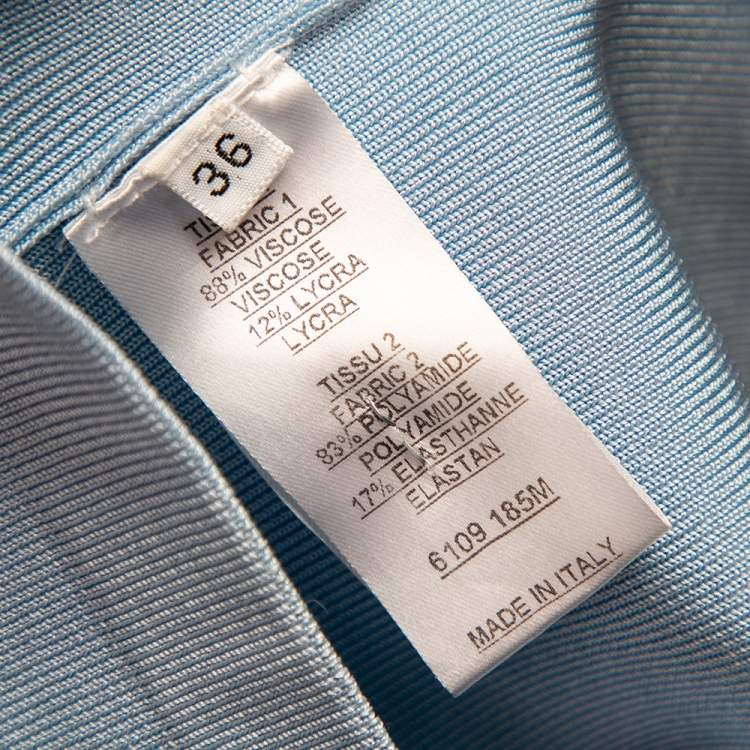 36
FABRIC 1
88% VISCOSE
VISCOSE
12% LYCRA
LYCRA
TISSU 2
FABRIC 2
83% POLYAMIDE
POLYAMIDE
17% ELASTHANNE
ELASTAN
6109 185M
MADE IN ITALY